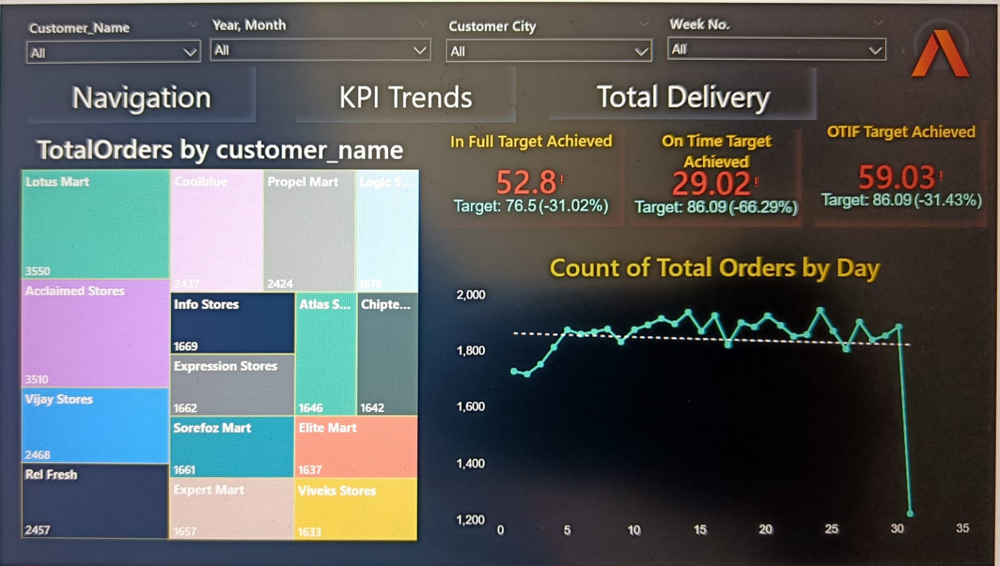 Customer_Name
All
Year, Month
All
Customer City
All
Week No.
All
Navigation
KPI Trends
Total Delivery
TotalOrders by customer_name
Lotus Mart
3550
Acclaimed Stores
3510
Vijay Stores
2468
Rel Fresh
2457
Coolblue
2437
Propel Mart
2424
Logic S...
1676
Info Stores
1669
Expression Stores
1662
Sorefoz Mart
1661
Expert Mart
1657
Atlas S...
1646
Chipte...
1642
Elite Mart
1637
Viveks Stores
1633
In Full Target Achieved
52.8!
Target: 76.5 (-31.02%)
On Time Target
Achieved
29.02!
Target: 86.09 (-66.29%)
OTIF Target Achieved
59.03!
Target: 86.09 (-31.43%)
Count of Total Orders by Day
2,000
1,800
1,600
1,400
1,200
0 5 10 15 20 25 30 35